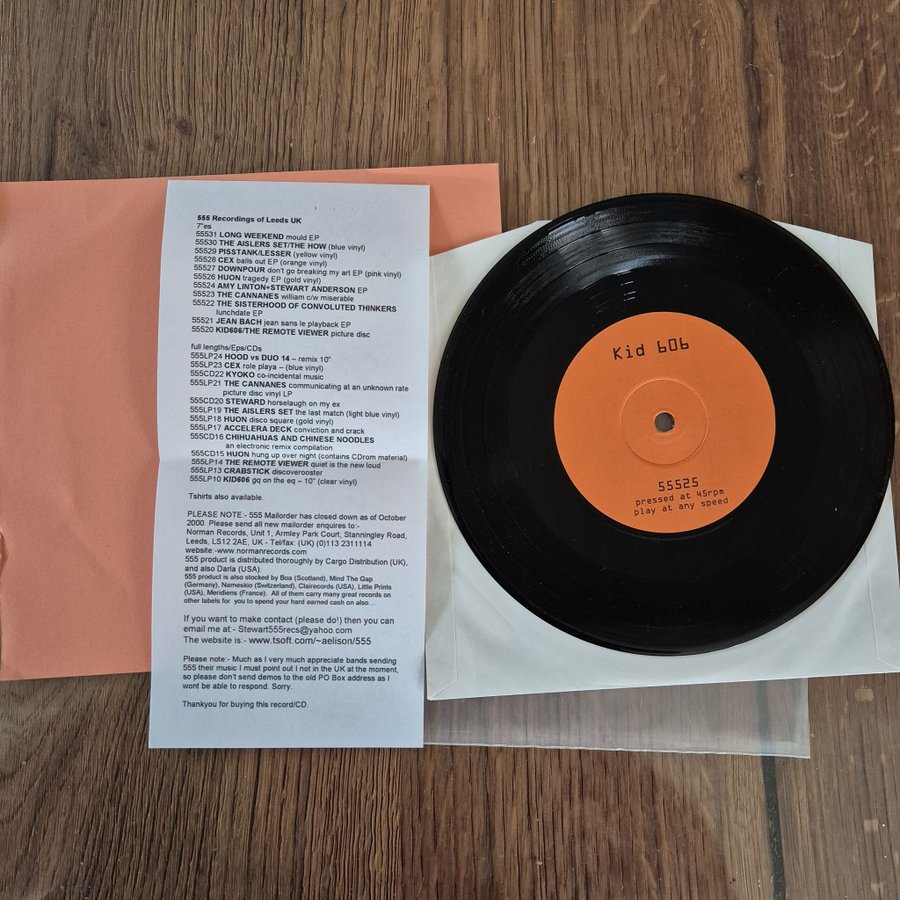 555 Recordings of Leeds UK
7"es
55531 LONG WEEKEND mould EP
55530 THE AISLERS SET/THE HOW (blue vinyl)
55529 PISSTANK/LESSER (yellow vinyl)
55528 CEX balls out EP (orange vinyl)
55527 DOWNPOUR don't go breaking my art EP (pink vinyl)
55526 HUON tragedy EP (gold vinyl)
55524 AMY LINTON+STEWART ANDERSON EP
55523 THE CANNANES william c/w miserable
55522 THE SISTERHOOD OF CONVOLUTED THINKERS
lunchdate EP
55521 JEAN BACH jean sans le playback EP
55520 KID606/THE REMOTE VIEWER picture disc
full lengths/Eps/CDs
555LP24 HOOD vs DUO 14 – remix 10"
555LP23 CEX role playa – (blue vinyl)
555CD22 KYOKO co-incidental music
555LP21 THE CANNANES communicating at an unknown rate
picture disc vinyl LP
555CD20 STEWARD horselaugh on my ex
555LP19 THE AISLERS SET the last match (light blue vinyl)
555LP18 HUON disco square (gold vinyl)
555LP17 ACCELERA DECK conviction and crack
555CD16 CHIHUAHUAS AND CHINESE NOODLES
an electronic remix compilation
555CD15 HUON hung up over night (contains CDrom material)
555LP14 THE REMOTE VIEWER quiet is the new loud
555LP13 CRABSTICK discoverooster
555LP10 KID606 gq on the eq – 10" (clear vinyl)
Tshirts also available.
PLEASE NOTE:- 555 Mailorder has closed down as of October
2000. Please send all new mailorder enquires to:-
Norman Records, Unit 1, Armley Park Court, Stanningley Road,
Leeds, LS12 2AE, UK - Tel/fax: (UK) (0)113 2311114
website:-www.normanrecords.com
555 product is distributed thoroughly by Cargo Distribution (UK),
and also Darla (USA).
555 product is also stocked by Boa (Scotland), Mind The Gap
(Germany), Nameskio (Switzerland), Clairecords (USA), Little Prints
(USA), Meridiens (France). All of them carry many great records on
other labels for you to spend your hard earned cash on also…
If you want to make contact (please do!) then you can
email me at:- Stewart555recs@yahoo.com
The website is:- www.tsoft.com/~aelison/555
Please note:- Much as I very much appreciate bands sending
555 their music I must point out I not in the UK at the moment,
so please don't send demos to the old PO Box address as I
wont be able to respond. Sorry.
Thankyou for buying this record/CD.
Kid 606
55525
pressed at 45rpm
play at any speed